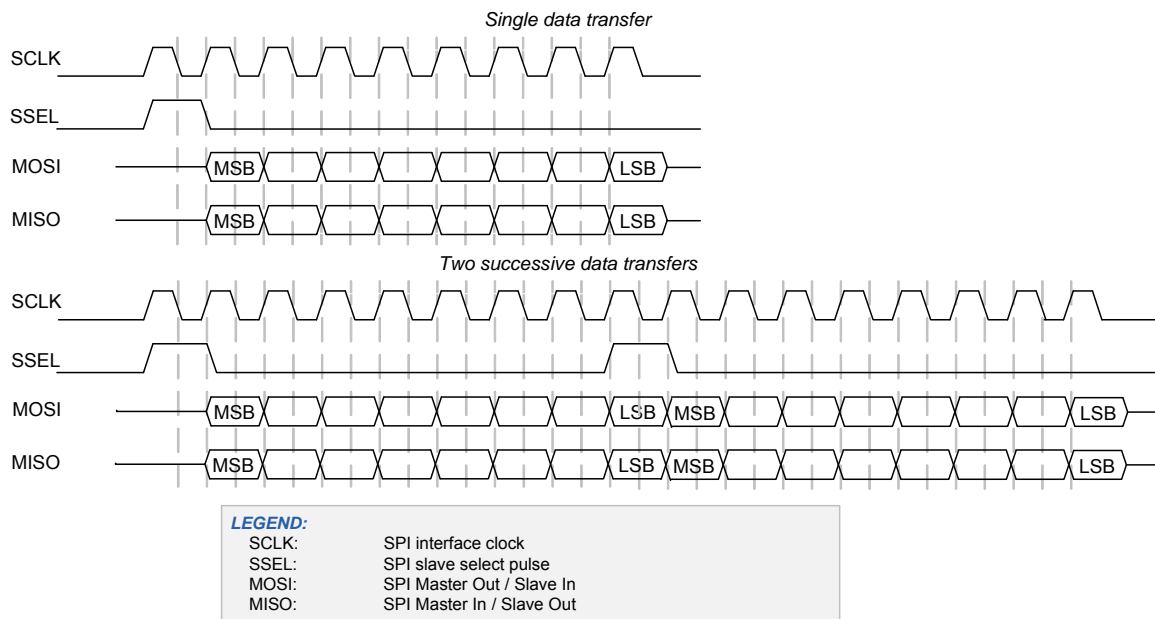 Single data transfer
SCLK
SSEL
MOSI MSB LSB
MISO MSB LSB
Two successive data transfers
SCLK
SSEL
MOSI MSB LSB MSB LSB
MISO MSB LSB MSB LSB
LEGEND:
SCLK: SPI interface clock
SSEL: SPI slave select pulse
MOSI: SPI Master Out / Slave In
MISO: SPI Master In / Slave Out